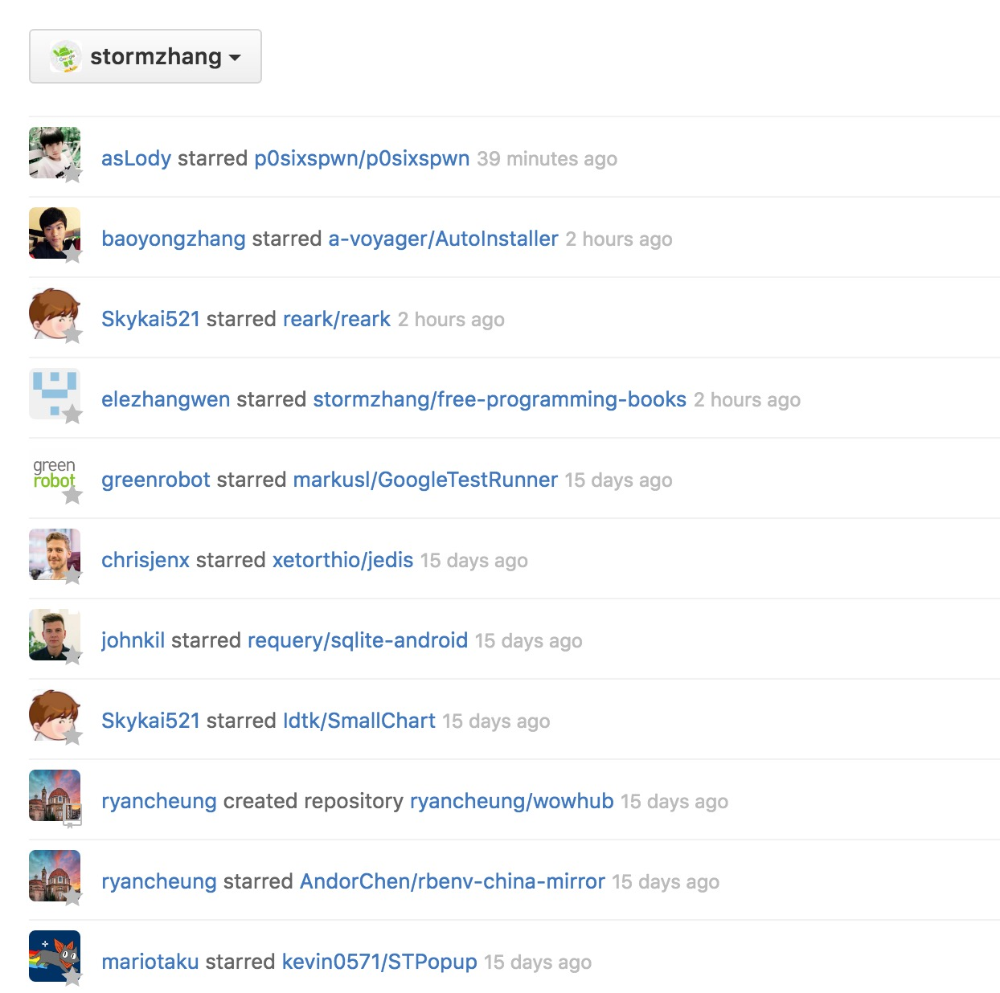 stormzhang
asLody starred p0sixspwn/p0sixspwn 39 minutes ago
baoyongzhang starred a-voyager/AutoInstaller 2 hours ago
Skykai521 starred reark/reark 2 hours ago
elezhangwen starred stormzhang/free-programming-books 2 hours ago
green
robot
greenrobot starred markusl/GoogleTestRunner 15 days ago
chrisjenx starred xetorthio/jedis 15 days ago
johnkil starred requery/sqlite-android 15 days ago
Skykai521 starred ldtk/SmallChart 15 days ago
ryancheung created repository ryancheung/wowhub 15 days ago
ryancheung starred AndorChen/rbenv-china-mirror 15 days ago
mariotaku starred kevin0571/STPopup 15 days ago